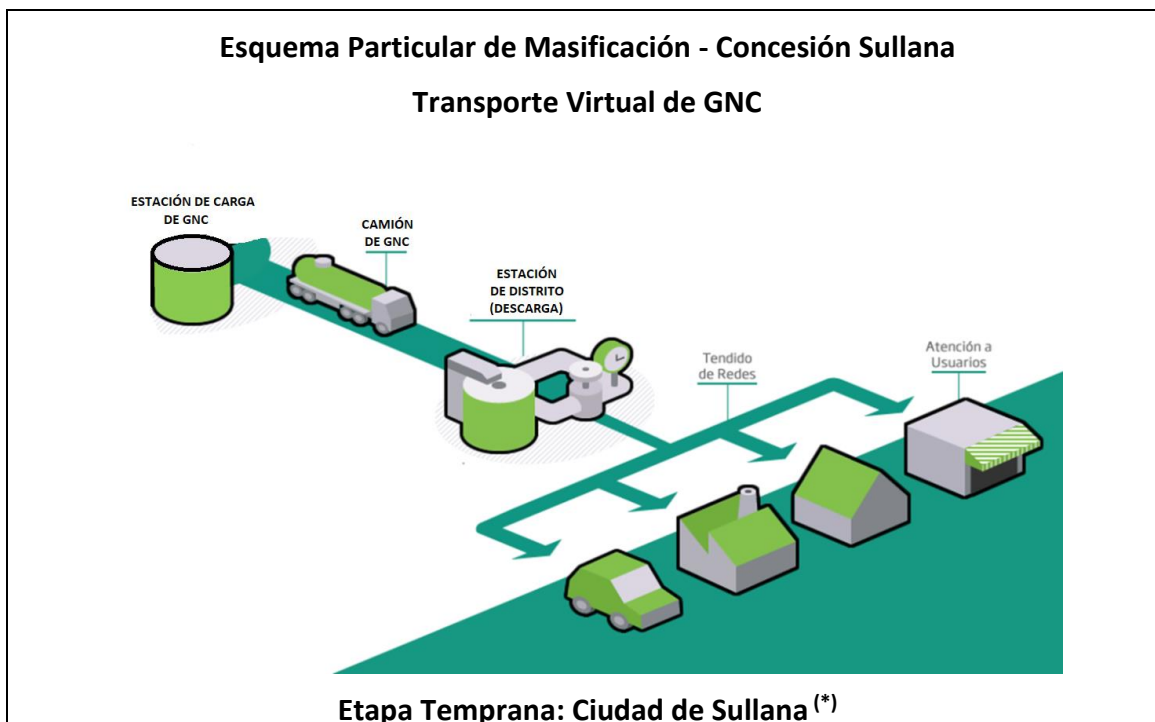 Esquema Particular de Masificación - Concesión Sullana
Transporte Virtual de GNC
ESTACIÓN DE CARGA
DE GNC
CAMIÓN
DE GNC
ESTACIÓN
DE DISTRITO
(DESCARGA)
Tendido
de Redes
Atención a
Usuarios
Etapa Temprana: Ciudad de Sullana (*)